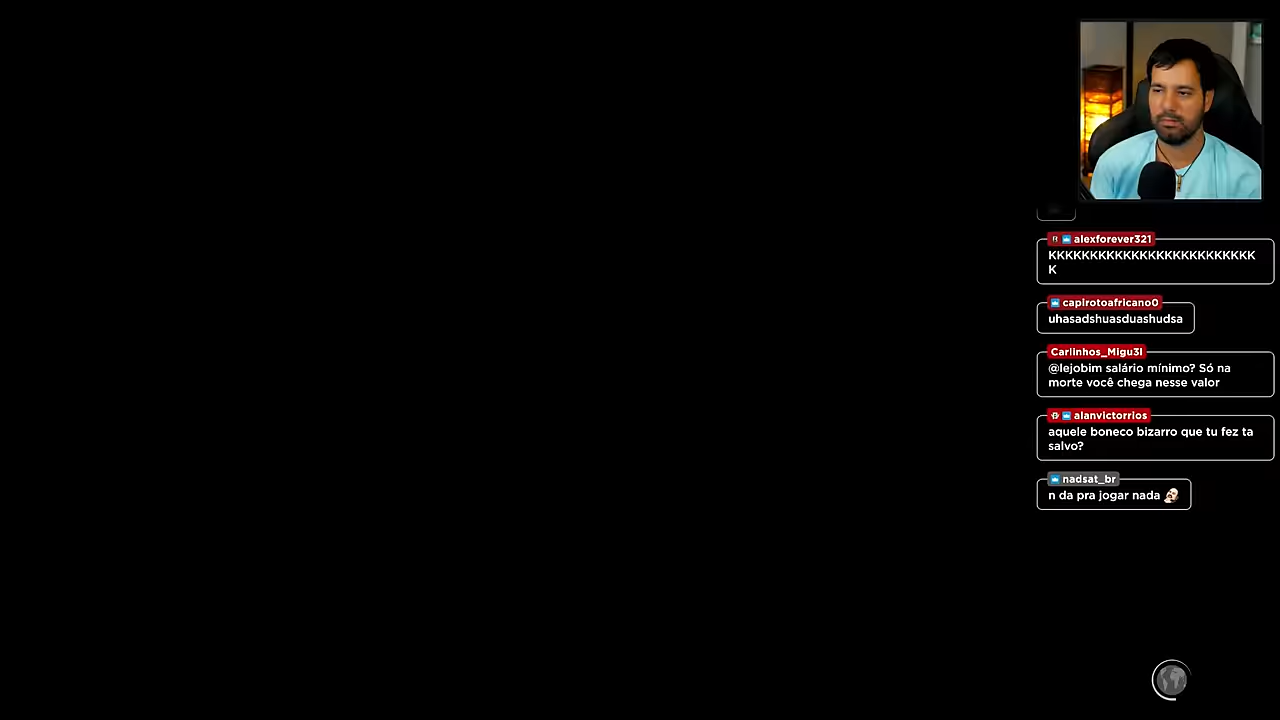 alexforever321
KKKKKKKKKKKKKKKKKKKKKKKKK
K
capirotoafricano0
uhasadshuasduashudsa
Carlinhos_Migu3l
@lejobim salário mínimo? Só na
morte você chega nesse valor
alanvictorrios
aquele boneco bizarro que tu fez ta
salvo?
nadsat_br
n da pra jogar nada